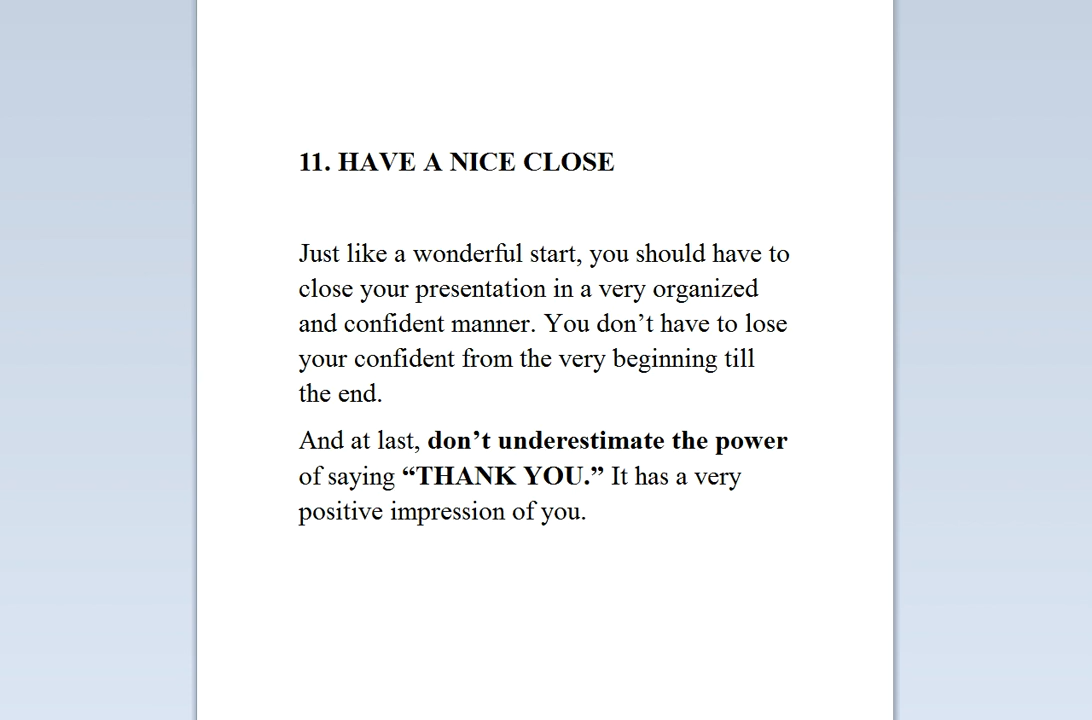 11. HAVE A NICE CLOSE
Just like a wonderful start, you should have to
close your presentation in a very organized
and confident manner. You don’t have to lose
your confident from the very beginning till
the end.
And at last, don’t underestimate the power
of saying “THANK YOU.” It has a very
positive impression of you.